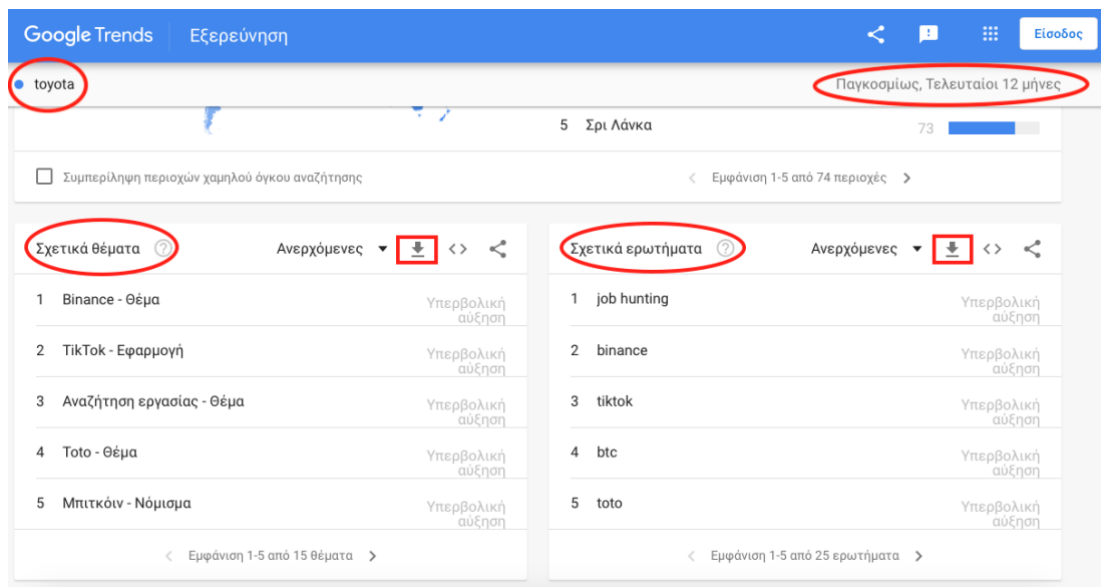 Google Trends Εξερεύνηση Είσοδος
toyota Παγκοσμίως, Τελευταίοι 12 μήνες
5 Σρι Λάνκα 73
Συμπερίληψη περιοχών χαμηλού όγκου αναζήτησης Εμφάνιση 1-5 από 74 περιοχές
Σχετικά θέματα Ανερχόμενες
1 Binance - Θέμα Υπερβολική αύξηση
2 TikTok - Εφαρμογή Υπερβολική αύξηση
3 Αναζήτηση εργασίας - Θέμα Υπερβολική αύξηση
4 Toto - Θέμα Υπερβολική αύξηση
5 Μπιτκόιν - Νόμισμα Υπερβολική αύξηση
Εμφάνιση 1-5 από 15 θέματα
Σχετικά ερωτήματα Ανερχόμενες
1 job hunting Υπερβολική αύξηση
2 binance Υπερβολική αύξηση
3 tiktok Υπερβολική αύξηση
4 btc Υπερβολική αύξηση
5 toto Υπερβολική αύξηση
Εμφάνιση 1-5 από 25 ερωτήματα